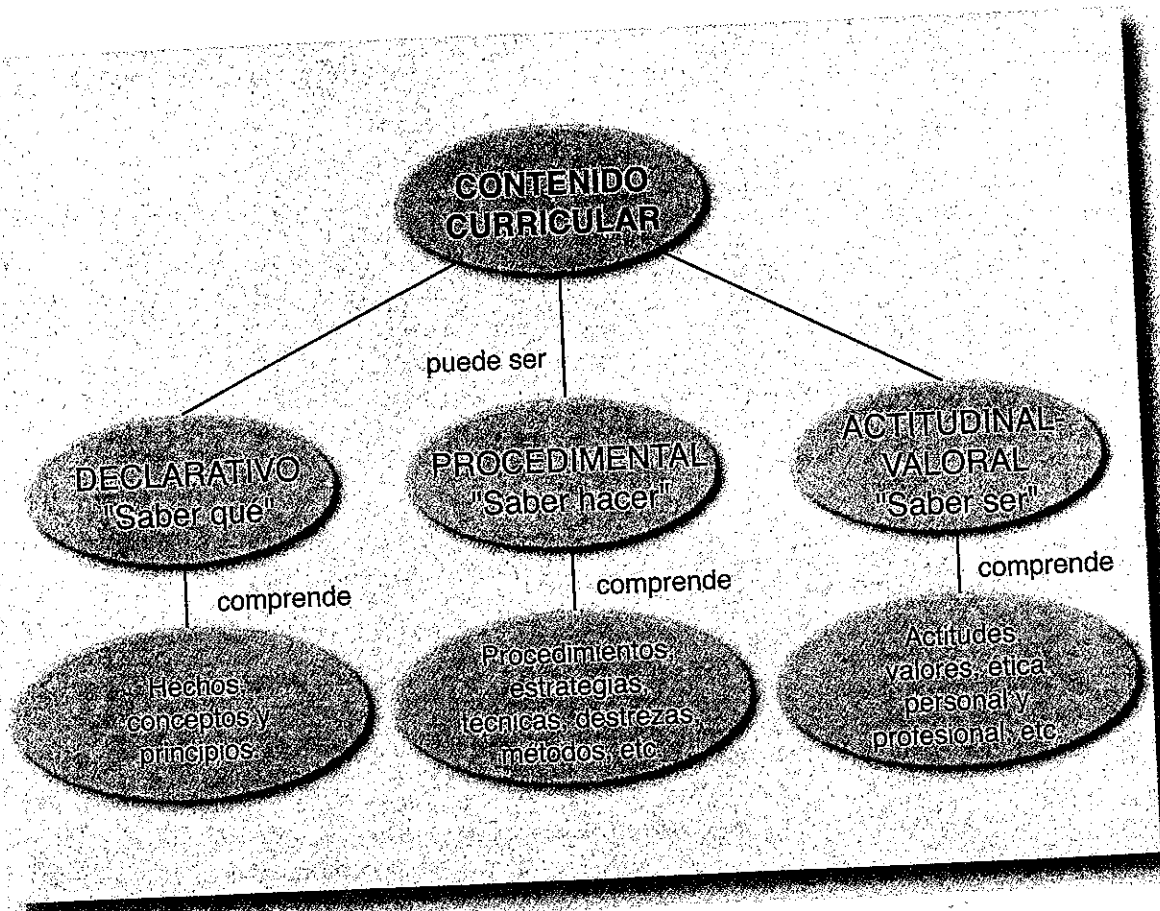 CONTENIDO
CURRICULAR
puede ser
DECLARATIVO
"Saber qué"
PROCEDIMENTAL
"Saber hacer"
ACTITUDINAL-
VALORAL
"Saber ser"
comprende
Hechos,
conceptos y
principios.
comprende
Procedimientos,
estrategias,
técnicas, destrezas,
métodos, etc.
comprende
Actitudes,
valores, ética
personal y
profesional, etc.